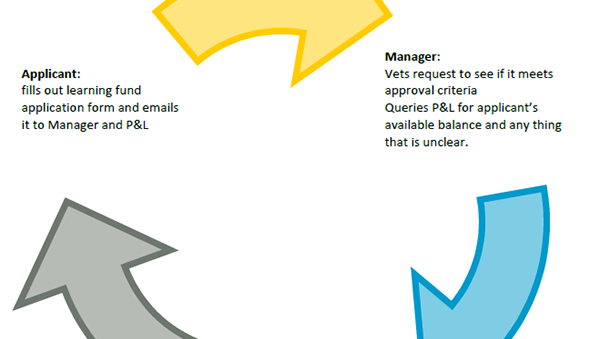 Applicant:
fills out learning fund
application form and emails
it to Manager and P&L
Manager:
Vets request to see if it meets
approval criteria
Queries P&L for applicant's
available balance and any thing
that is unclear.